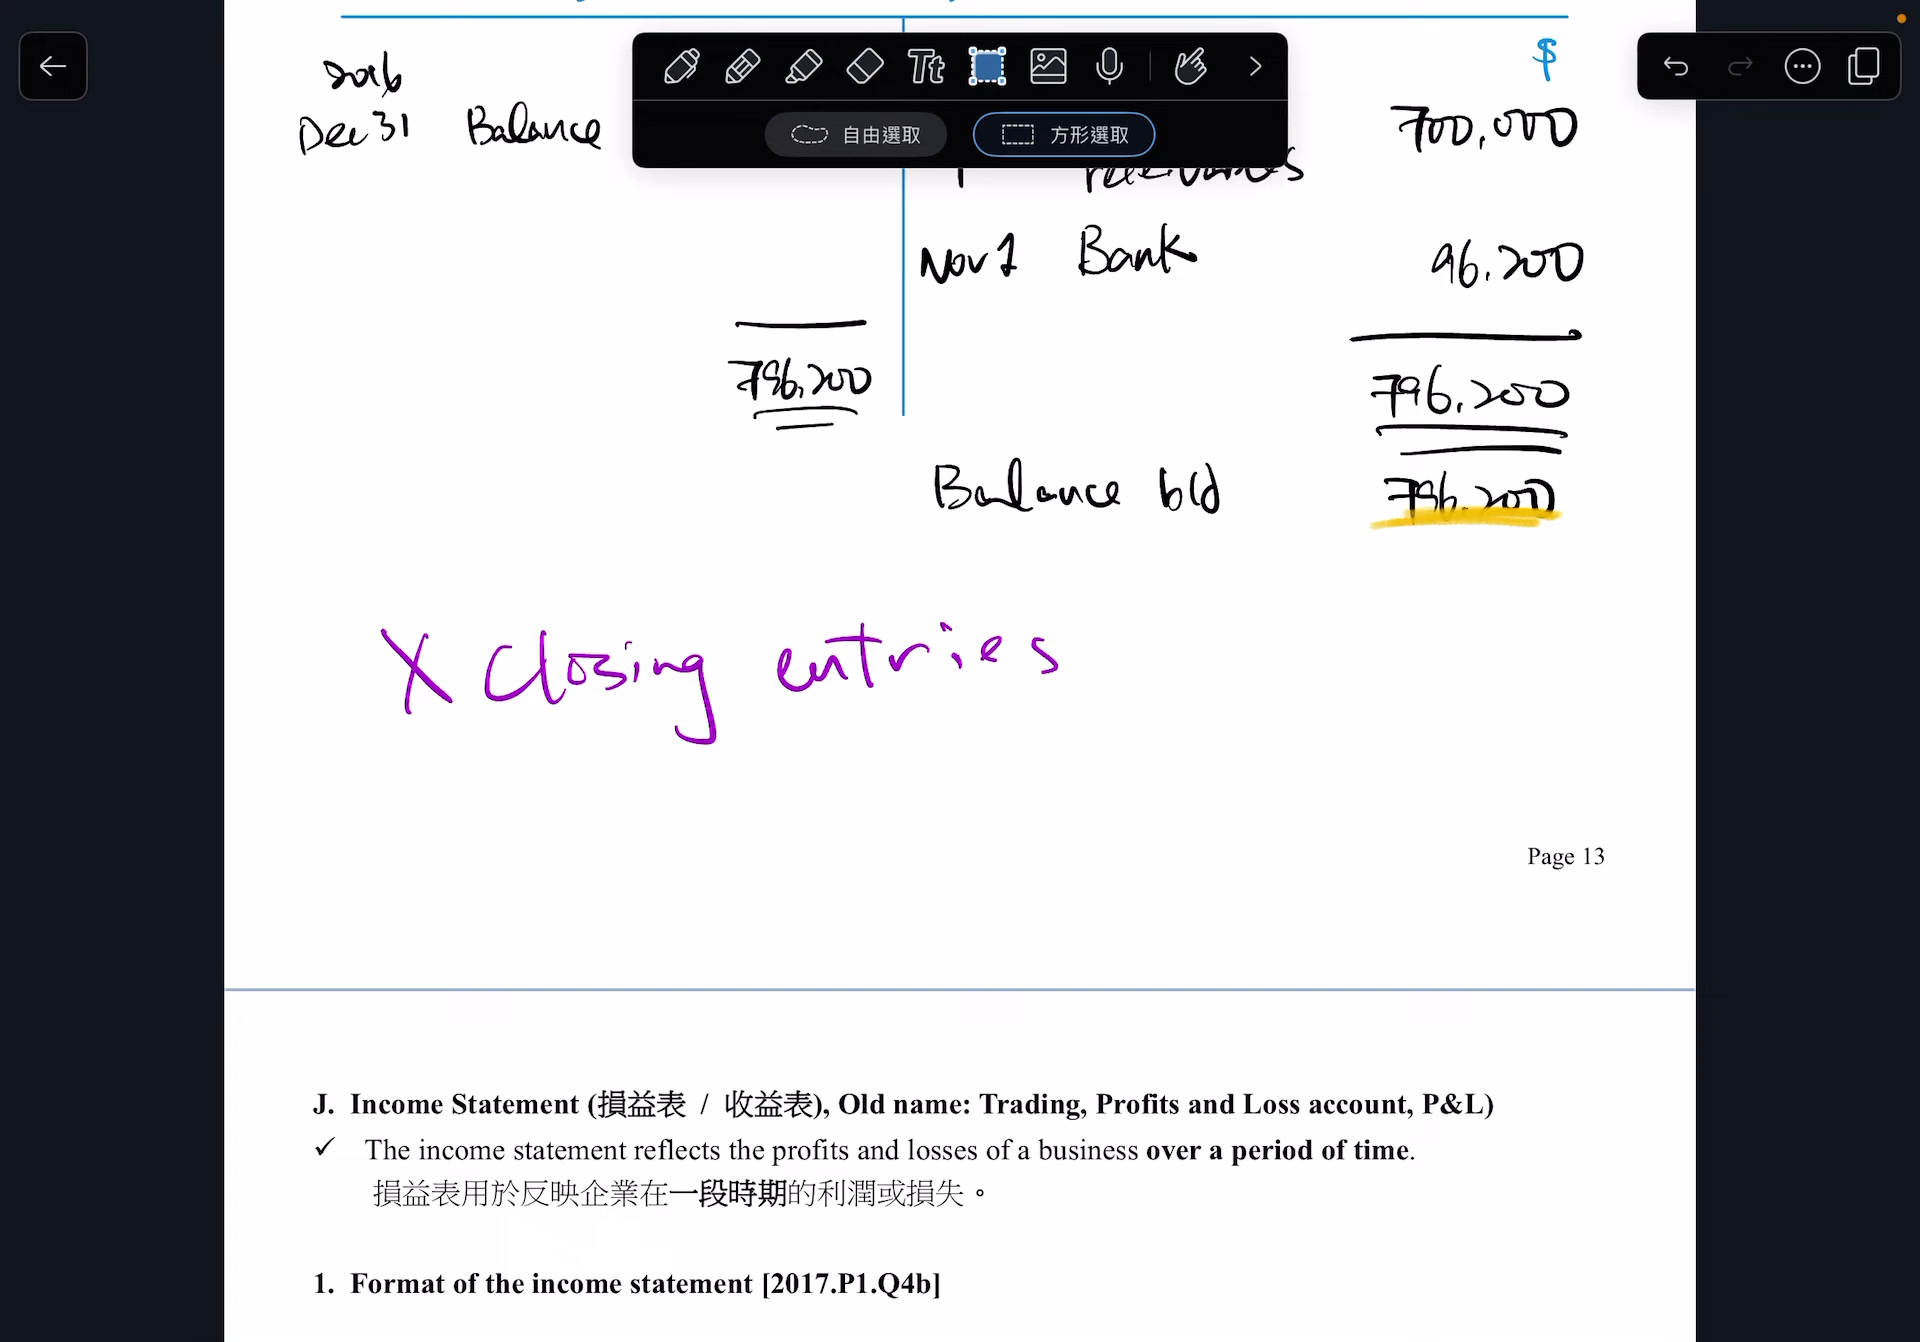 $
2016
Tt
Dec 31 Balance 700,000
自由選取 方形選取
Nov 1 Bank 96,200
796,200 796,200
Balance b/d 796,200
X Closing entries
Page 13
J. Income Statement (損益表 / 收益表), Old name: Trading, Profits and Loss account, P&L)
✓ The income statement reflects the profits and losses of a business over a period of time.
損益表用於反映企業在一段時期的利潤或損失。
1. Format of the income statement [2017.P1.Q4b]